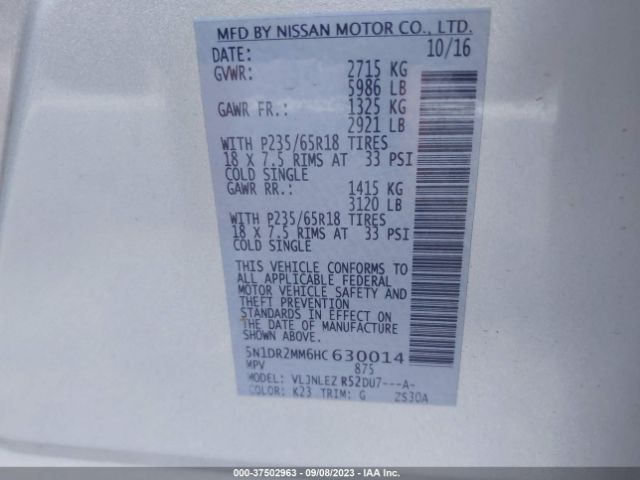 MFD BY NISSAN MOTOR CO., LTD.
DATE: 10/16
GVWR: 2715 KG
5986 LB
GAWR FR.: 1325 KG
2921 LB
WITH P235/65R18 TIRES
18 X 7.5 RIMS AT 33 PSI
COLD SINGLE
GAWR RR.: 1415 KG
3120 LB
WITH P235/65R18 TIRES
18 X 7.5 RIMS AT 33 PSI
COLD SINGLE
THIS VEHICLE CONFORMS TO
ALL APPLICABLE FEDERAL
MOTOR VEHICLE SAFETY AND
THEFT PREVENTION
STANDARDS IN EFFECT ON
THE DATE OF MFR. SHOWN
ABOVE.
5N1DR2MM6HC630014
MPV 875
MODEL: VLJNLEZ R52DU7---A-
COLOR: K23 TRIM: G ZS30A
000-37502963 - 09/08/2023 - IAA Inc.